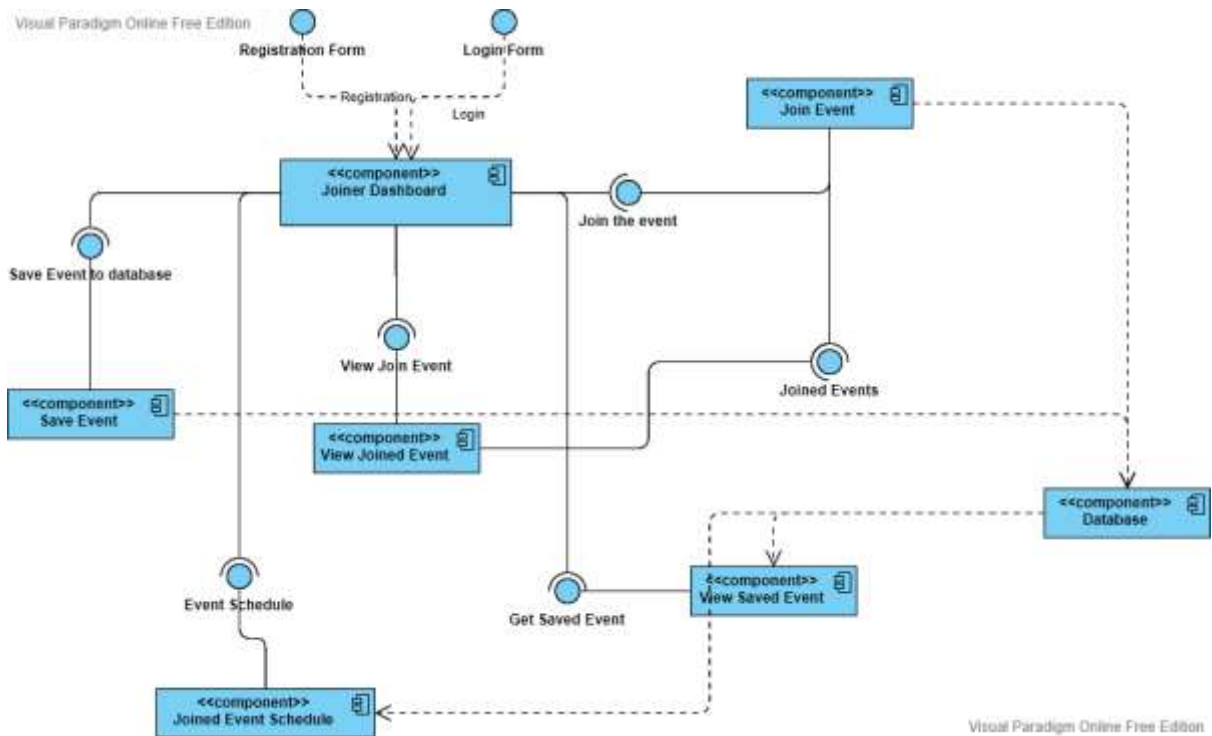 Visual Paradigm Online Free Edition
Registration Form
Login Form
Registration
Login
<<component>>
Join Event
<<component>>
Joiner Dashboard
Join the event
Save Event to database
View Join Event
Joined Events
<<component>>
Save Event
<<component>>
View Joined Event
<<component>>
Database
Event Schedule
Get Saved Event
<<component>>
View Saved Event
<<component>>
Joined Event Schedule
Visual Paradigm Online Free Edition